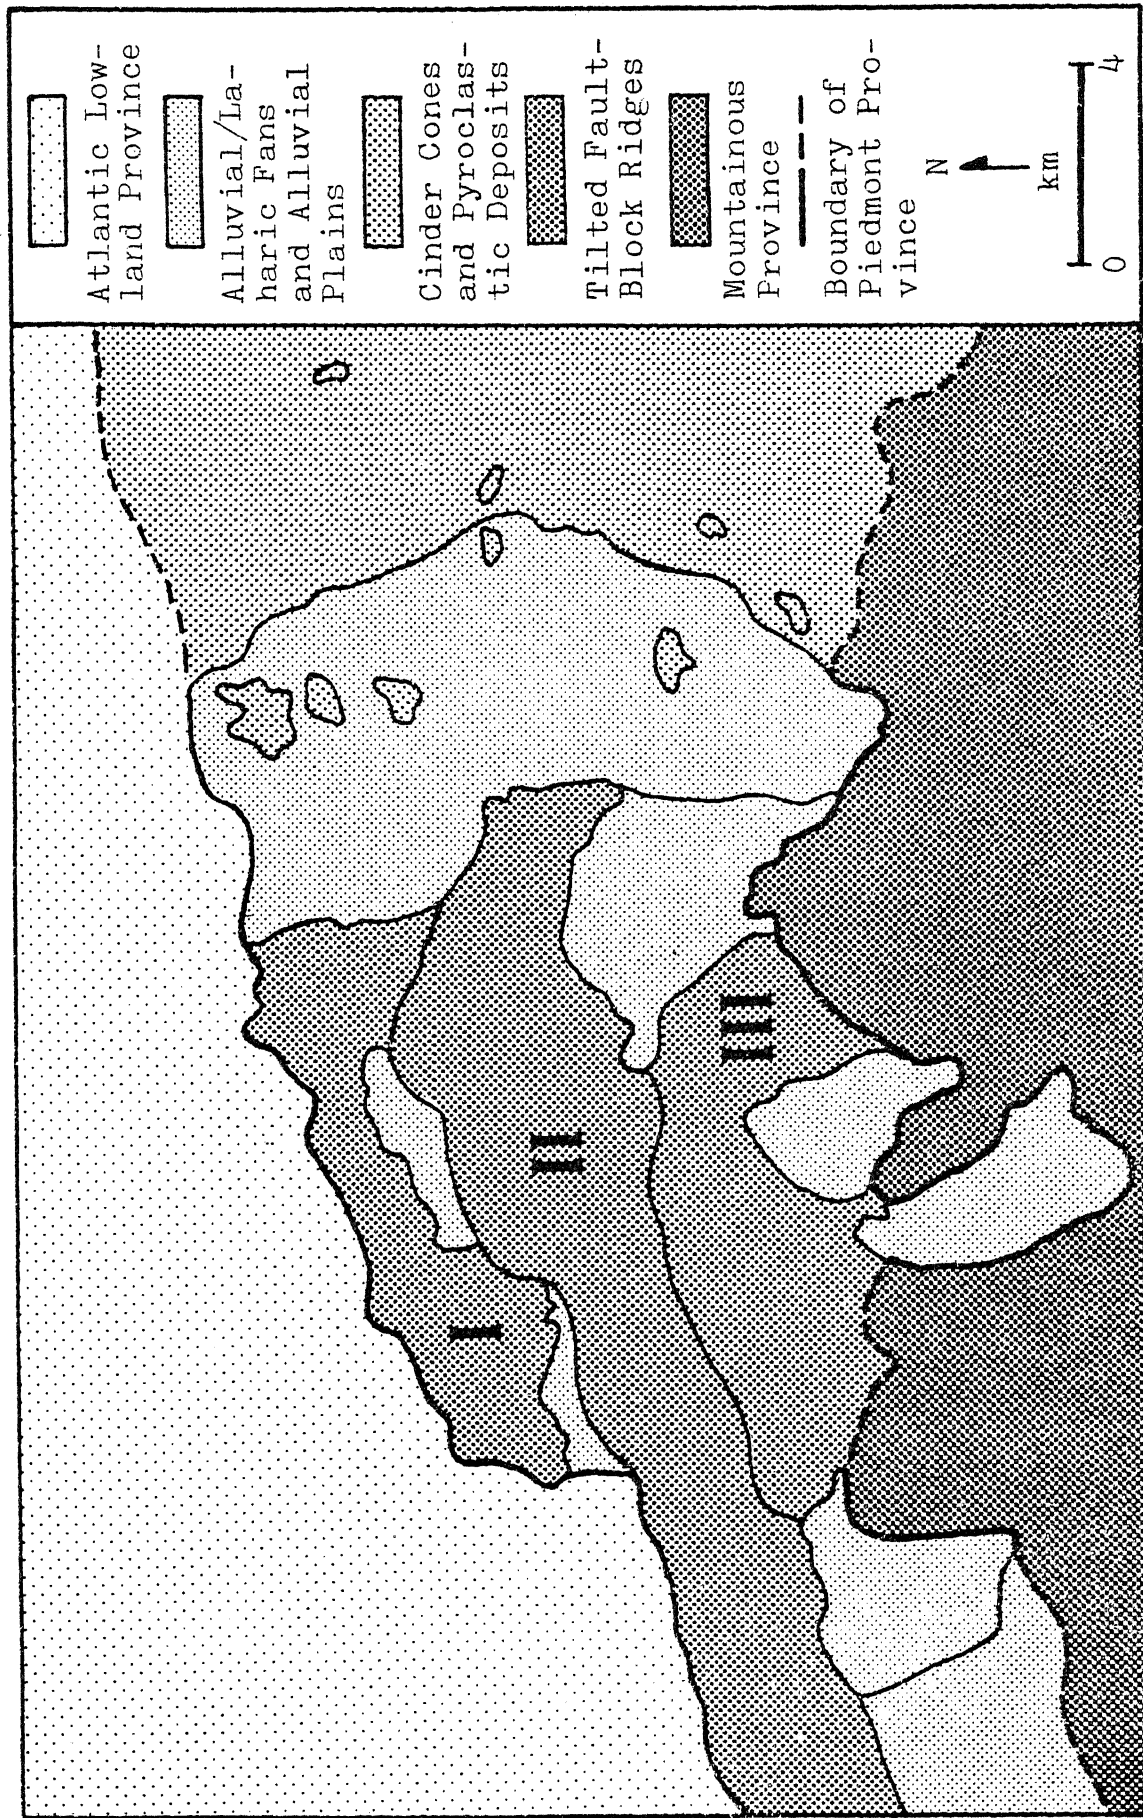 Atlantic Low-
land Province
Alluvial/La-
haric Fans
and Alluvial
Plains
Cinder Cones
and Pyroclas-
tic Deposits
Tilted Fault-
Block Ridges
Mountainous
Province
Boundary of
Piedmont Pro-
vince
N
km
0 4
I
II
III